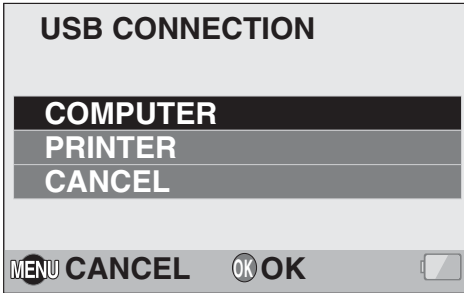 USB CONNECTION
COMPUTER
PRINTER
CANCEL
MENU CANCEL OK OK